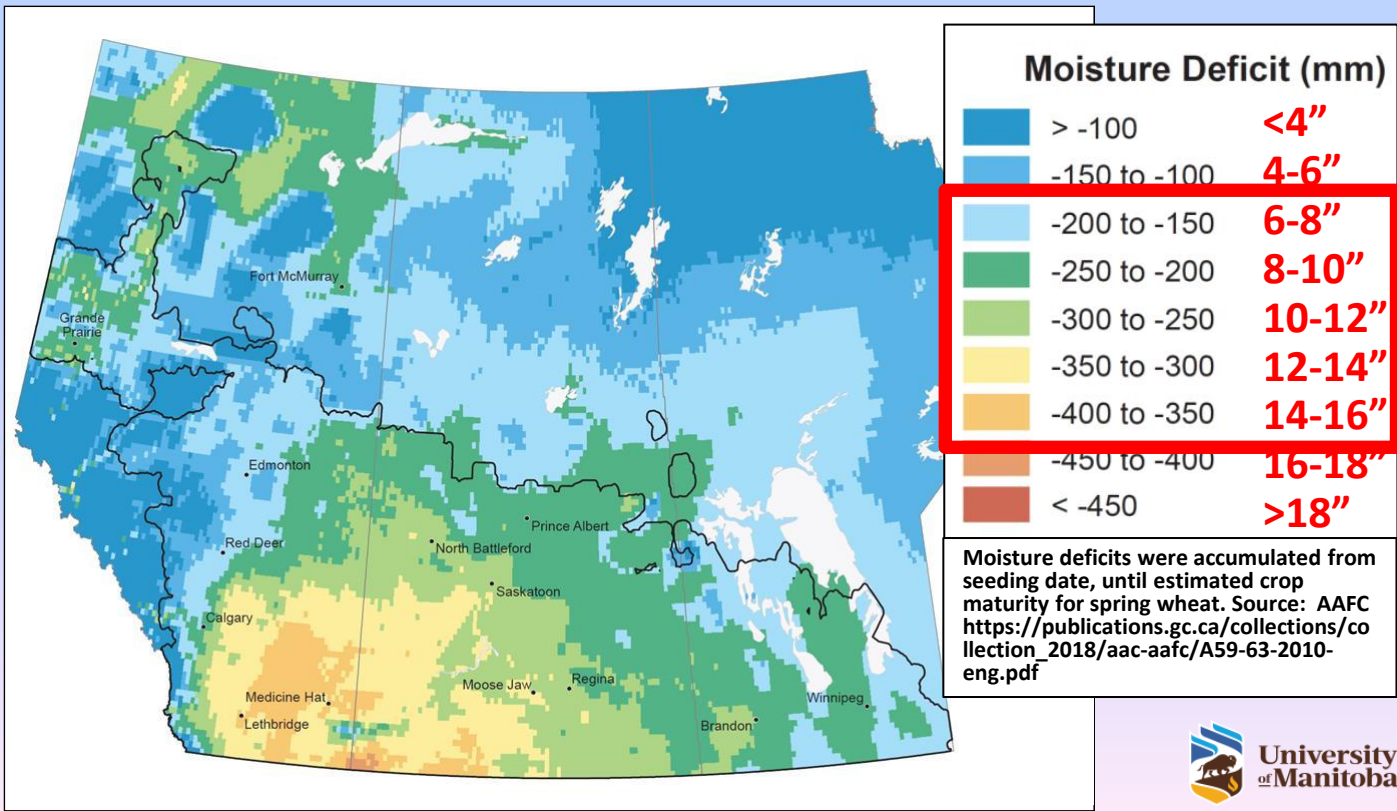 Moisture Deficit (mm)
> -100 <4”
-150 to -100 4-6”
-200 to -150 6-8”
-250 to -200 8-10”
-300 to -250 10-12”
-350 to -300 12-14”
-400 to -350 14-16”
-450 to -400 16-18”
< -450 >18”
Fort McMurray
Grande
Prairie
Edmonton
Prince Albert
Red Deer
North Battleford
Saskatoon
Calgary
Medicine Hat
Moose Jaw
Regina
Lethbridge
Brandon
Winnipeg
Moisture deficits were accumulated from
seeding date, until estimated crop
maturity for spring wheat. Source: AAFC
https://publications.gc.ca/collections/co
llection_2018/aac-aafc/A59-63-2010-
eng.pdf
University
of Manitoba